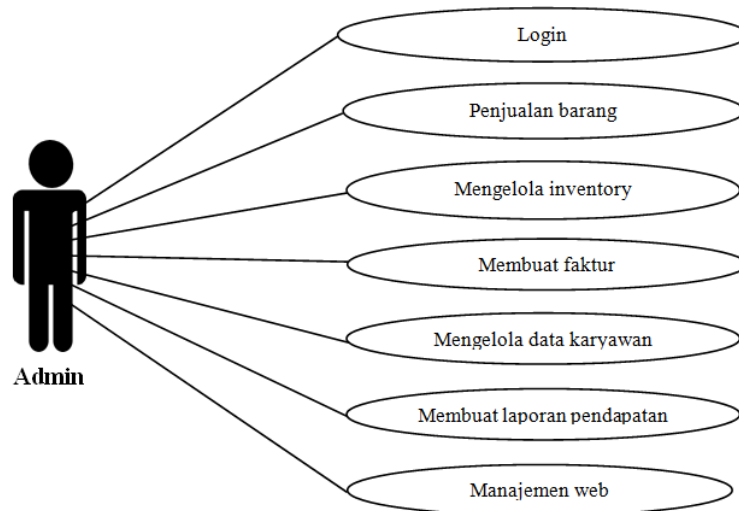 Login
Penjualan barang
Mengelola inventory
Membuat faktur
Mengelola data karyawan
Admin
Membuat laporan pendapatan
Manajemen web